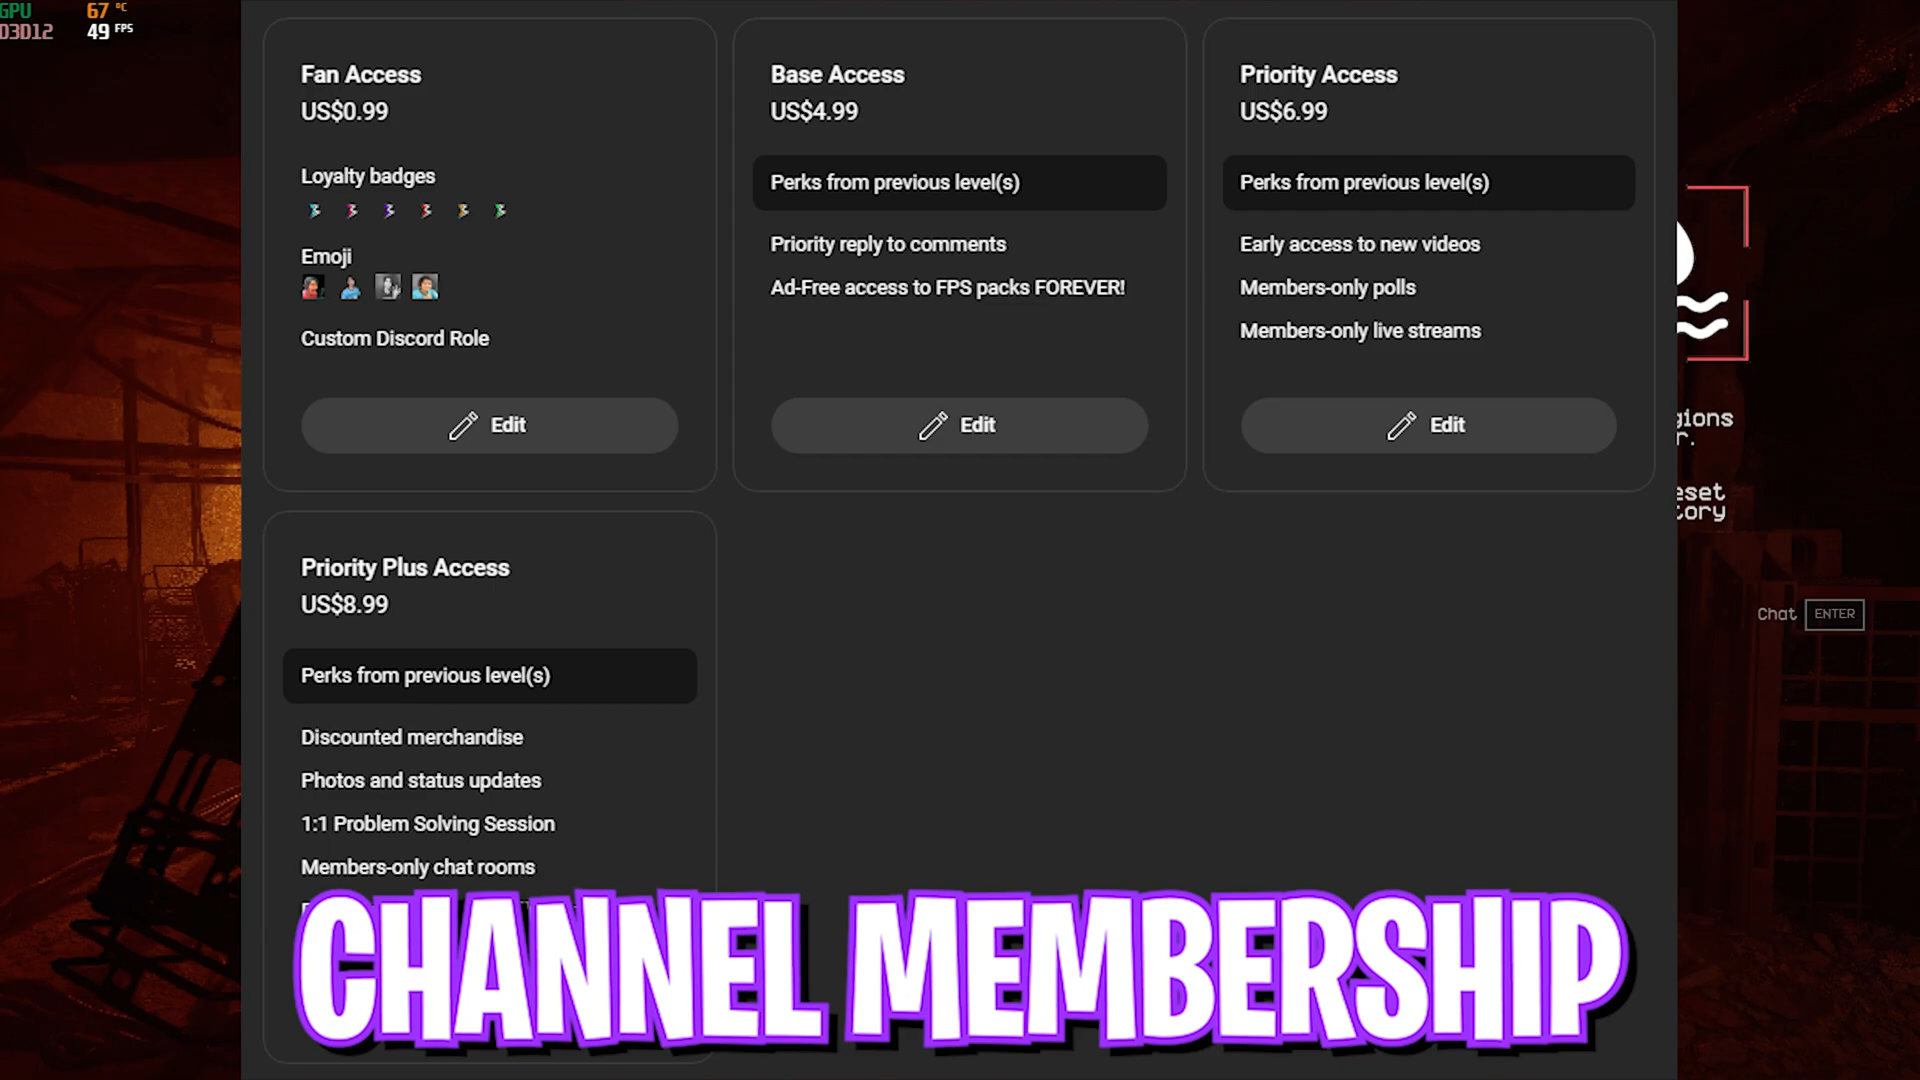 GPU 67 °C
D3D12 49 FPS
Fan Access
US$0.99
Loyalty badges
Emoji
Custom Discord Role
Edit
Base Access
US$4.99
Perks from previous level(s)
Priority reply to comments
Ad-Free access to FPS packs FOREVER!
Edit
Priority Access
US$6.99
Perks from previous level(s)
Early access to new videos
Members-only polls
Members-only live streams
Edit
Priority Plus Access
US$8.99
Perks from previous level(s)
Discounted merchandise
Photos and status updates
1:1 Problem Solving Session
Members-only chat rooms
Chat ENTER
CHANNEL MEMBERSHIP